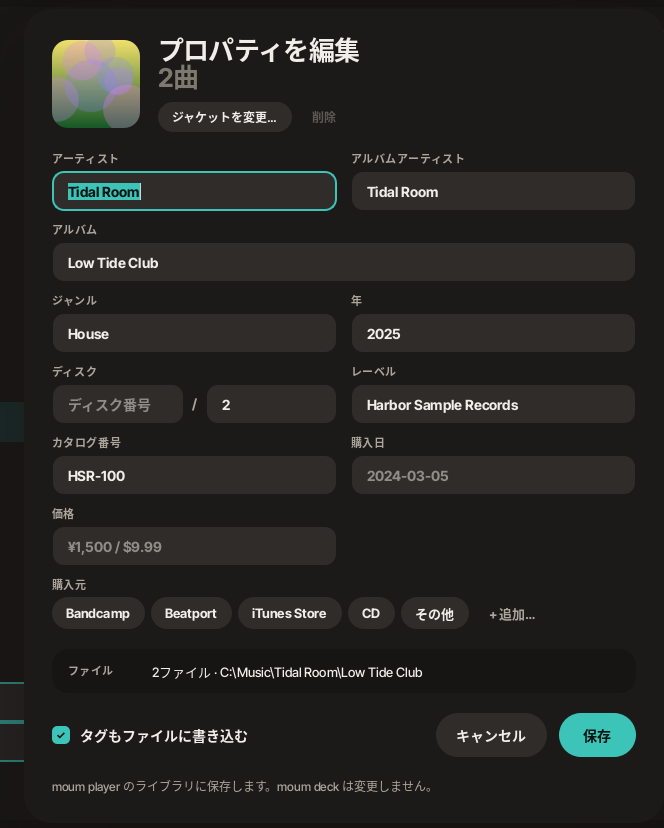 プロパティを編集
2曲
ジャケットを変更... 削除
アーティスト アルバムアーティスト
Tidal Room Tidal Room
アルバム
Low Tide Club
ジャンル 年
House 2025
ディスク レーベル
ディスク番号 / 2 Harbor Sample Records
カタログ番号 購入日
HSR-100 2024-03-05
価格
¥1,500 / $9.99
購入元
Bandcamp Beatport iTunes Store CD その他 +追加...
ファイル 2ファイル · C:\Music\Tidal Room\Low Tide Club
タグもファイルに書き込む キャンセル 保存
moum player のライブラリに保存します。moum deck は変更しません。